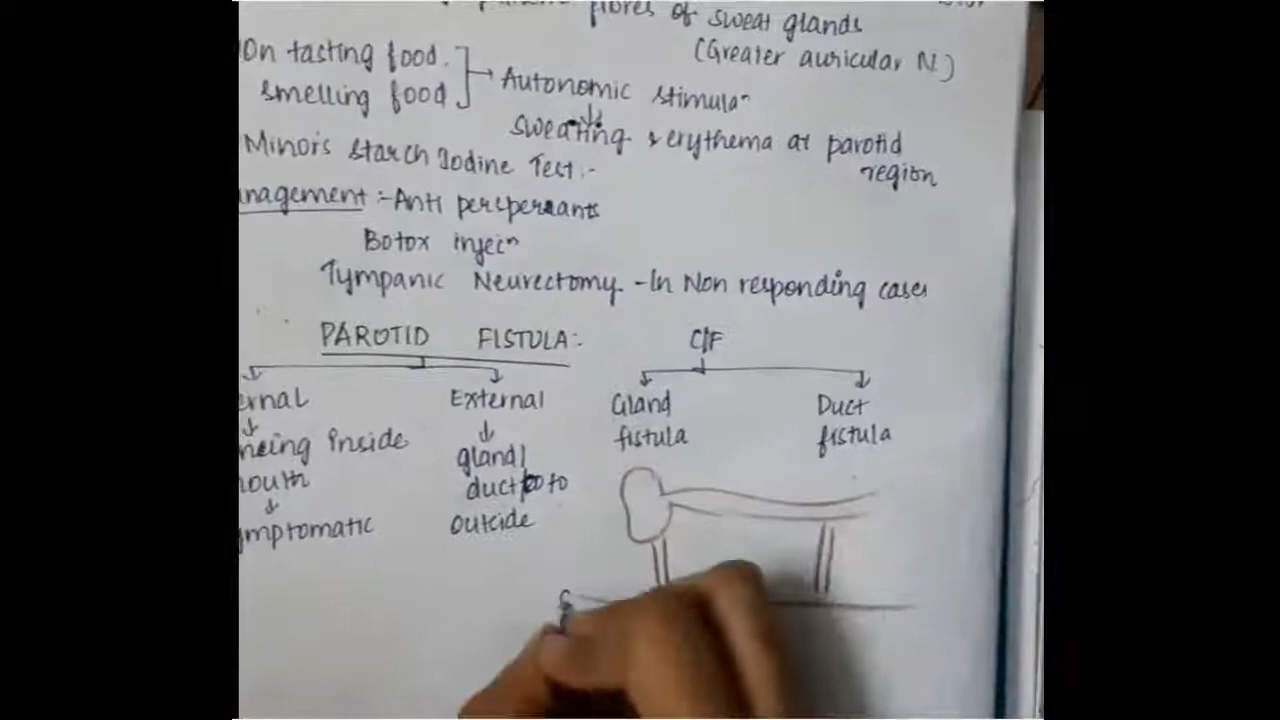 fibres of sweat glands
(Greater auricular N)
On tasting food.
smelling food
Autonomic stimula
sweating & erythema at parotid
region
Minor's starch Iodine Test :-
nagement :- Anti
Botox injecn
Tympanic Neurectomy - In Non responding cases
PAROTID FISTULA :-
C/F
ernal
External
Gland
fistula
Duct
fistula
inside
gland/
outh
duct to
mptomatic
outside